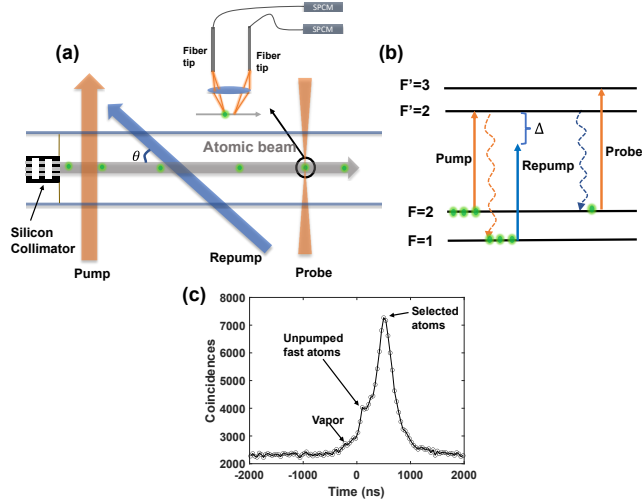 SPCM
SPCM
(a)
Fiber
tip
Fiber
tip
Atomic beam
θ
Silicon
Collimator
Pump
Repump
Probe
(b)
F'=3
F'=2
Δ
Pump
Repump
Probe
F=2
F=1
(c)
8000
7000
6000
5000
4000
3000
2000
Coincidences
Selected
atoms
Unpumped
fast atoms
Vapor
-2000
-1000
0
1000
2000
Time (ns)